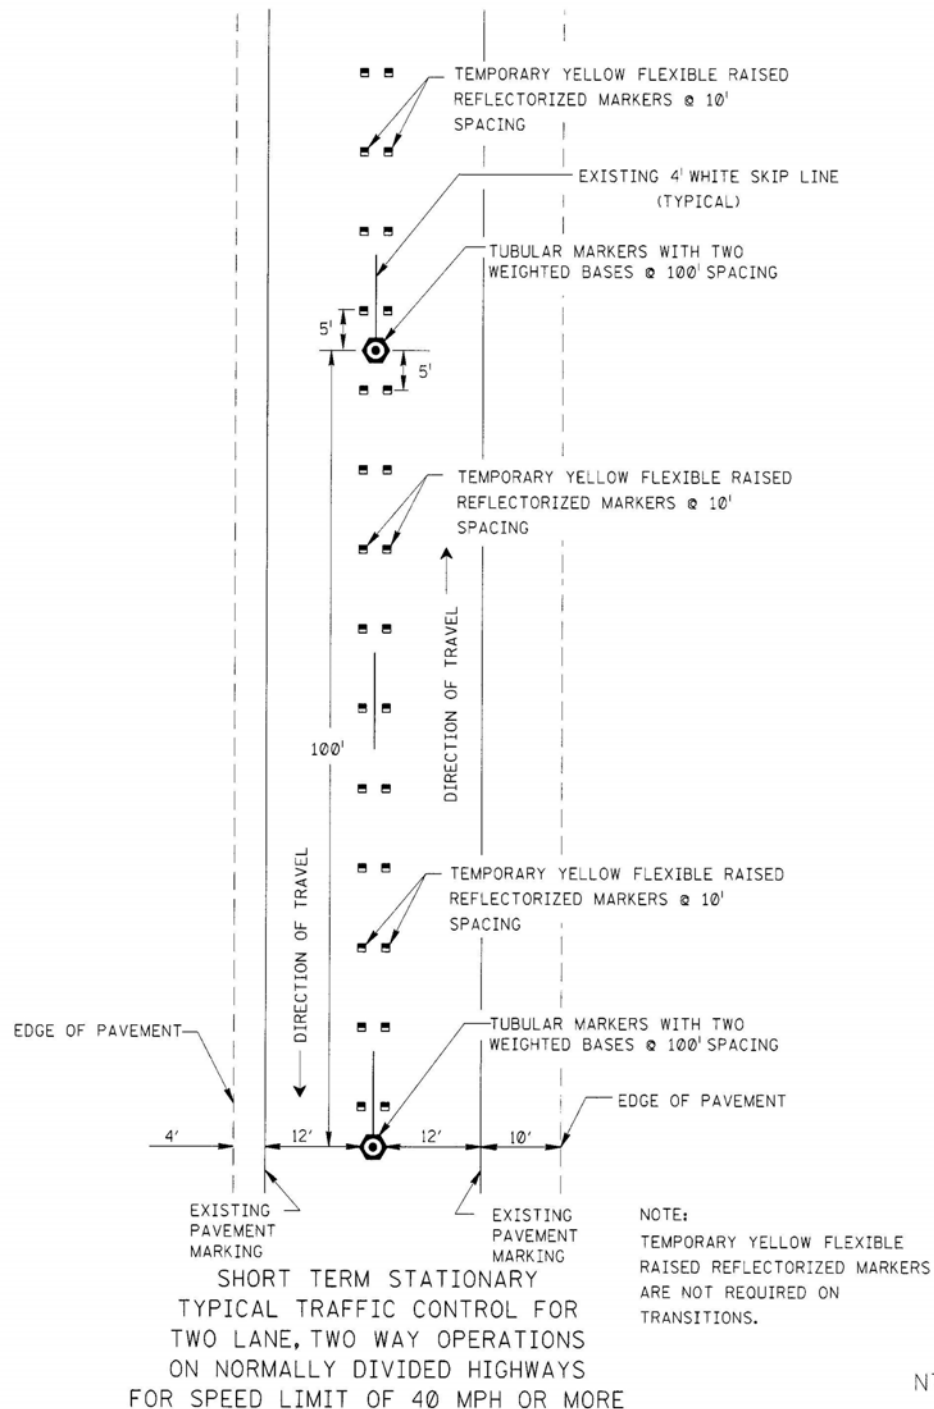 TEMPORARY YELLOW FLEXIBLE RAISED
REFLECTORIZED MARKERS @ 10'
SPACING
EXISTING 4' WHITE SKIP LINE
(TYPICAL)
TUBULAR MARKERS WITH TWO
WEIGHTED BASES @ 100' SPACING
5'
5'
TEMPORARY YELLOW FLEXIBLE RAISED
REFLECTORIZED MARKERS @ 10'
SPACING
DIRECTION OF TRAVEL
100'
DIRECTION OF TRAVEL
TEMPORARY YELLOW FLEXIBLE RAISED
REFLECTORIZED MARKERS @ 10'
SPACING
EDGE OF PAVEMENT
TUBULAR MARKERS WITH TWO
WEIGHTED BASES @ 100' SPACING
EDGE OF PAVEMENT
4' 12' 12' 10'
EXISTING
PAVEMENT
MARKING
EXISTING
PAVEMENT
MARKING
NOTE:
TEMPORARY YELLOW FLEXIBLE
RAISED REFLECTORIZED MARKERS
ARE NOT REQUIRED ON
TRANSITIONS.
SHORT TERM STATIONARY
TYPICAL TRAFFIC CONTROL FOR
TWO LANE, TWO WAY OPERATIONS
ON NORMALLY DIVIDED HIGHWAYS
FOR SPEED LIMIT OF 40 MPH OR MORE